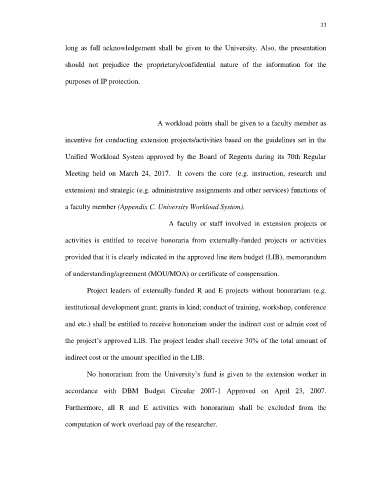 33
long as full acknowledgement shall be given to the University. Also, the presentation
should not prejudice the proprietary/confidential nature of the information for the
purposes of IP protection.
A workload points shall be given to a faculty member as
incentive for conducting extension projects/activities based on the guidelines set in the
Unified Workload System approved by the Board of Regents during its 70th Regular
Meeting held on March 24, 2017. It covers the core (e.g. instruction, research and
extension) and strategic (e.g. administrative assignments and other services) functions of
a faculty member (Appendix C. University Workload System).
A faculty or staff involved in extension projects or
activities is entitled to receive honoraria from externally-funded projects or activities
provided that it is clearly indicated in the approved line item budget (LIB), memorandum
of understanding/agreement (MOU/MOA) or certificate of compensation.
Project leaders of externally-funded R and E projects without honorarium (e.g.
institutional development grant; grants in kind; conduct of training, workshop, conference
and etc.) shall be entitled to receive honorarium under the indirect cost or admin cost of
the project's approved LIB. The project leader shall receive 30% of the total amount of
indirect cost or the amount specified in the LIB.
No honorarium from the University's fund is given to the extension worker in
accordance with DBM Budget Circular 2007-1 Approved on April 23, 2007.
Furthermore, all R and E activities with honorarium shall be excluded from the
computation of work overload pay of the researcher.